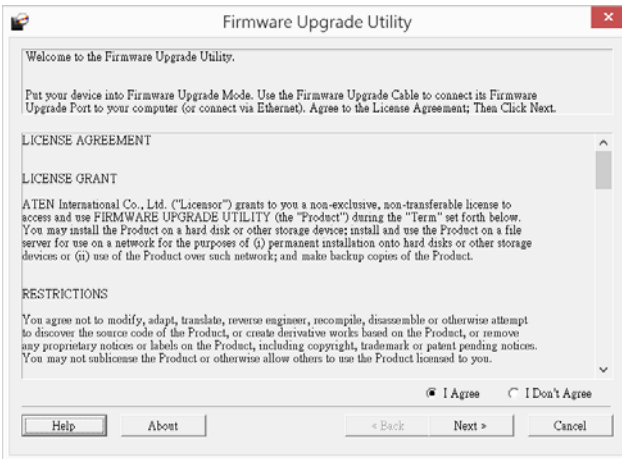 Firmware Upgrade Utility
Welcome to the Firmware Upgrade Utility.
Put your device into Firmware Upgrade Mode. Use the Firmware Upgrade Cable to connect its Firmware
Upgrade Port to your computer (or connect via Ethernet). Agree to the License Agreement; Then Click Next.
LICENSE AGREEMENT
LICENSE GRANT
ATEN International Co., Ltd. ("Licensor") grants to you a non-exclusive, non-transferable license to
access and use FIRMWARE UPGRADE UTILITY (the "Product") during the "Term" set forth below.
You may install the Product on a hard disk or other storage device; install and use the Product on a file
server for use on a network for the purposes of (i) permanent installation onto hard disks or other storage
devices or (ii) use of the Product over such network; and make backup copies of the Product.
RESTRICTIONS
You agree not to modify, adapt, translate, reverse engineer, recompile, disassemble or otherwise attempt
to discover the source code of the Product, or create derivative works based on the Product, or remove
any proprietary notices or labels on the Product, including copyright, trademark or patent pending notices.
You may not sublicense the Product or otherwise allow others to use the Product licensed to you.
I Agree I Don't Agree
Help About < Back Next > Cancel